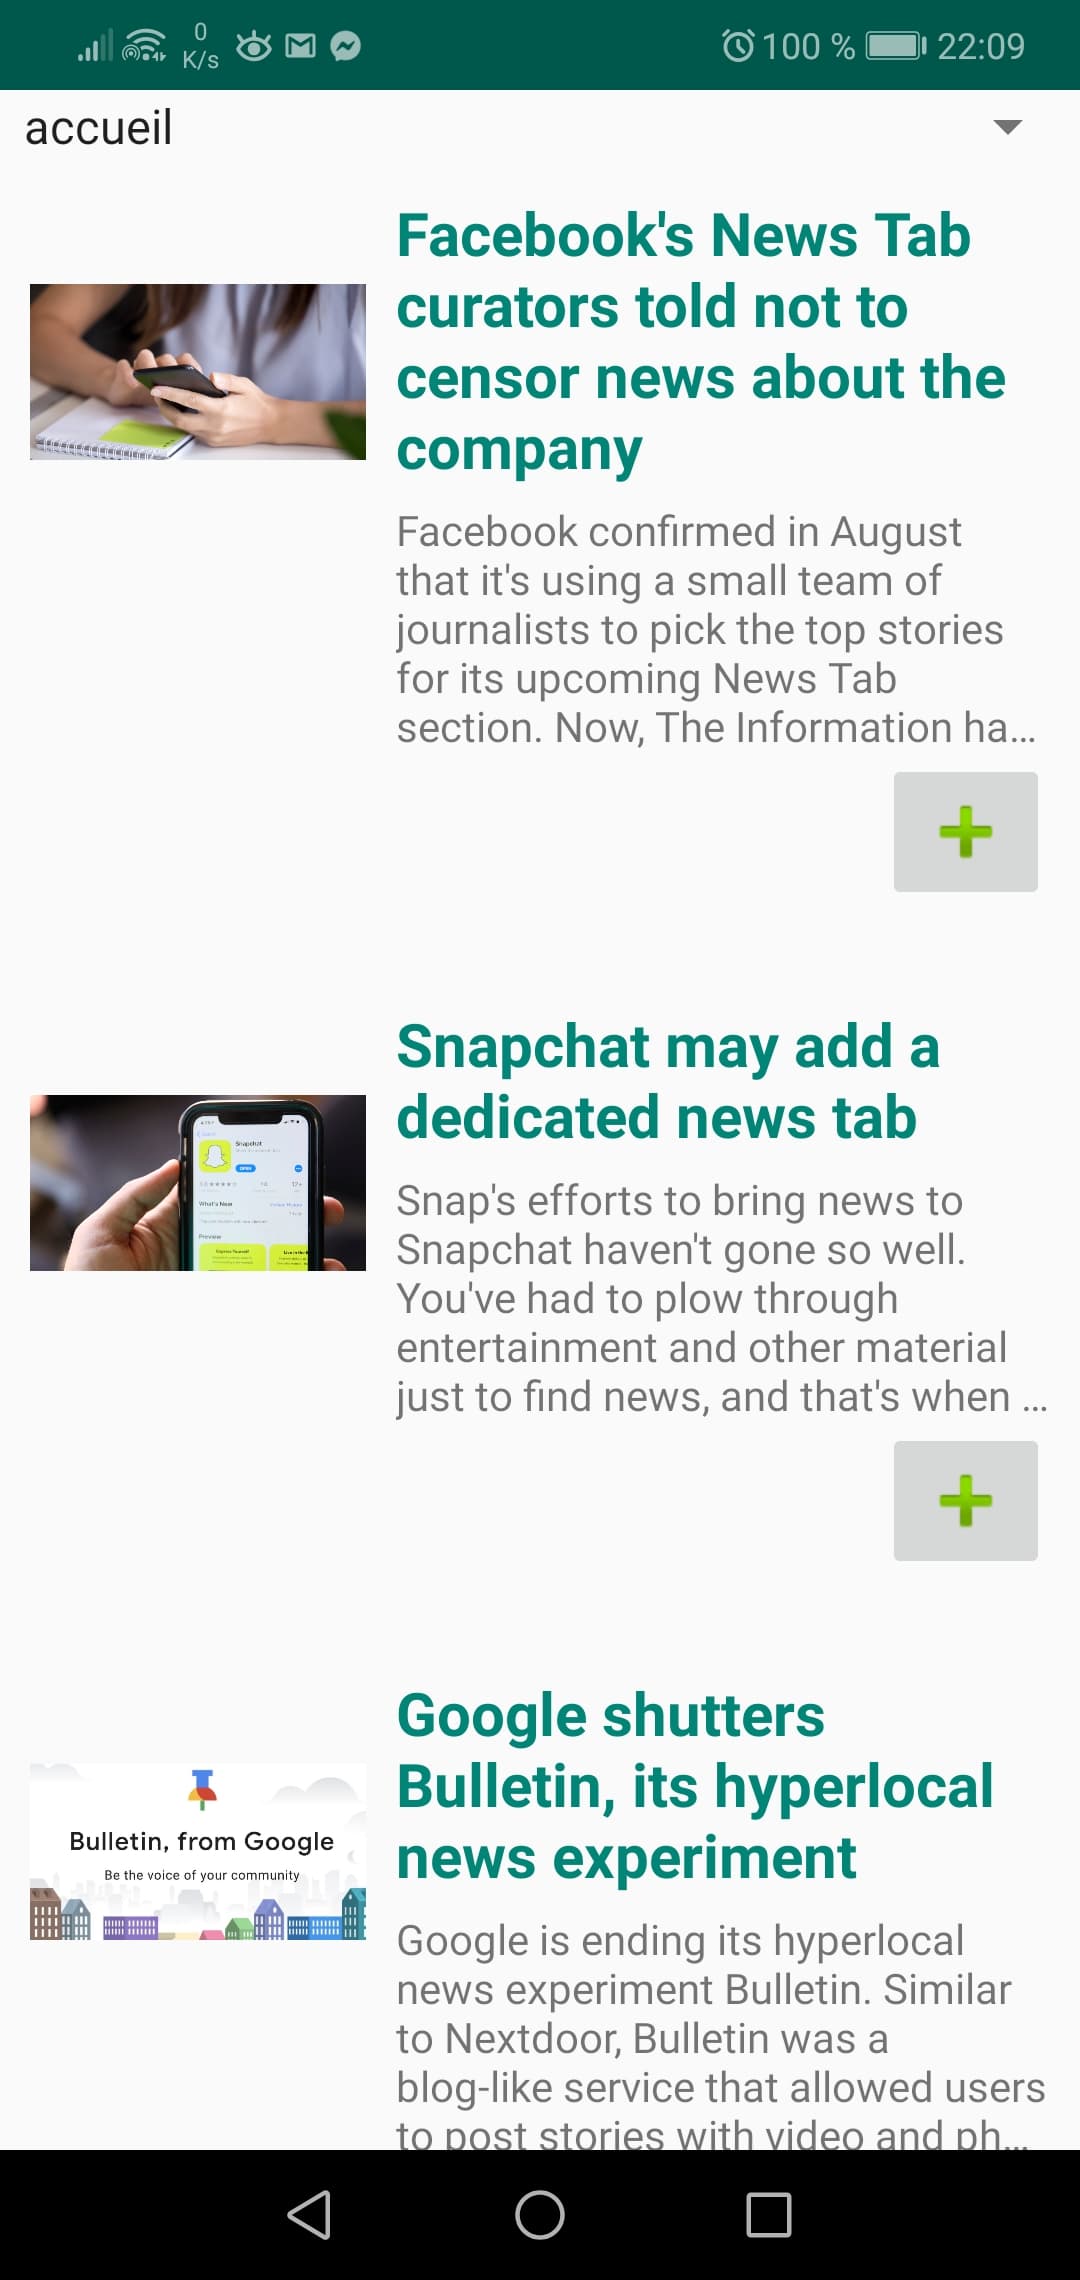 0
K/s
100 %
22:09
accueil
Facebook's News Tab
curators told not to
censor news about the
company
Facebook confirmed in August
that it's using a small team of
journalists to pick the top stories
for its upcoming News Tab
section. Now, The Information ha...
Snapchat may add a
dedicated news tab
Snapchat
OPEN
What's New
Preview
Snap's efforts to bring news to
Snapchat haven't gone so well.
You've had to plow through
entertainment and other material
just to find news, and that's when ...
Google shutters
Bulletin, its hyperlocal
news experiment
Bulletin, from Google
Be the voice of your community
Google is ending its hyperlocal
news experiment Bulletin. Similar
to Nextdoor, Bulletin was a
blog-like service that allowed users
to post stories with video and ph...